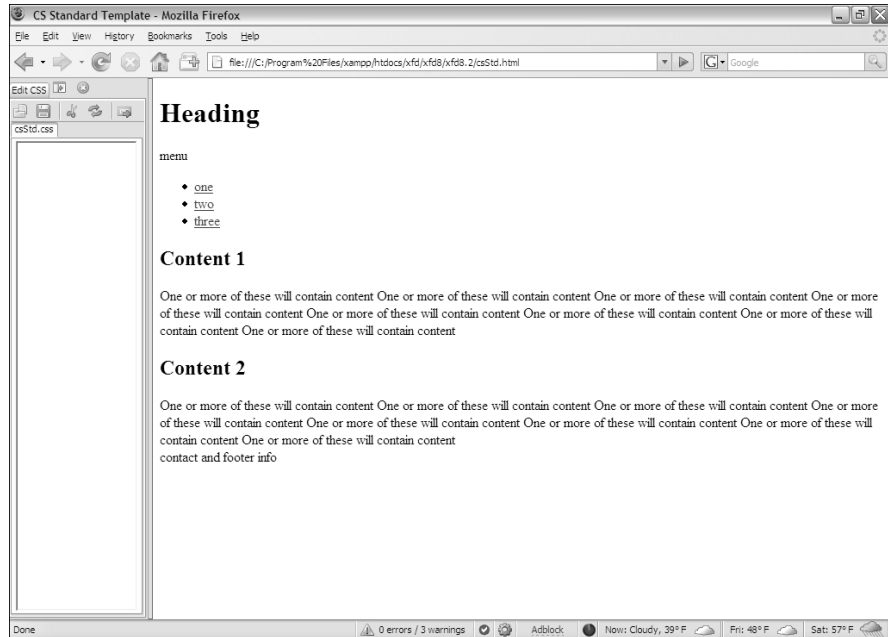 CS Standard Template - Mozilla Firefox
File Edit View History Bookmarks Tools Help
file:///C:/Program%20Files/xampp/htdocs/xfd/xfd8/xfd8.2/csStd.html
G Google
Edit CSS
csStd.css
Heading
menu
one
two
three
Content 1
One or more of these will contain content One or more of these will contain content One or more of these will contain content One or more
of these will contain content One or more of these will contain content One or more of these will contain content One or more of these will
contain content One or more of these will contain content
Content 2
One or more of these will contain content One or more of these will contain content One or more of these will contain content One or more
of these will contain content One or more of these will contain content One or more of these will contain content One or more of these will
contain content One or more of these will contain content
contact and footer info
Done 0 errors / 3 warnings Adblock Now: Cloudy, 39° F Fri: 48° F Sat: 57° F